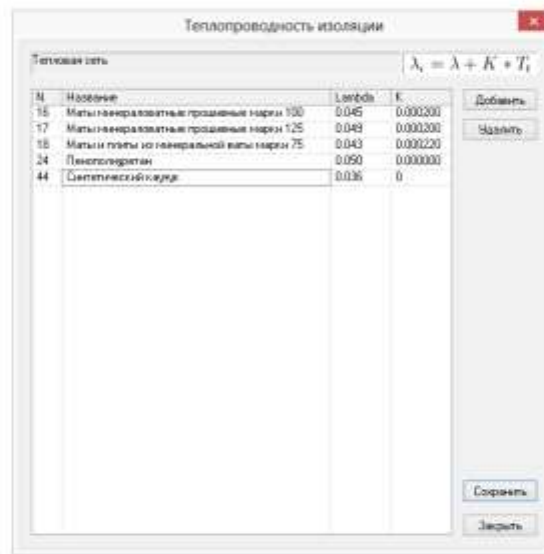 Теплопроводность изоляции
Тепловая сеть λᵢ = λ + K * Tᵢ
N. Название Lambda K
16 Маты минераловатные прошивные марки 100 0.045 0.000200
17 Маты минераловатные прошивные марки 125 0.049 0.000200
18 Маты и плиты из минеральной ваты марки 75 0.043 0.000220
24 Пенополиуретан 0.050 0.000000
44 Синтетический каучук 0.036 0
Добавить
Удалить
Сохранить
Закрыть